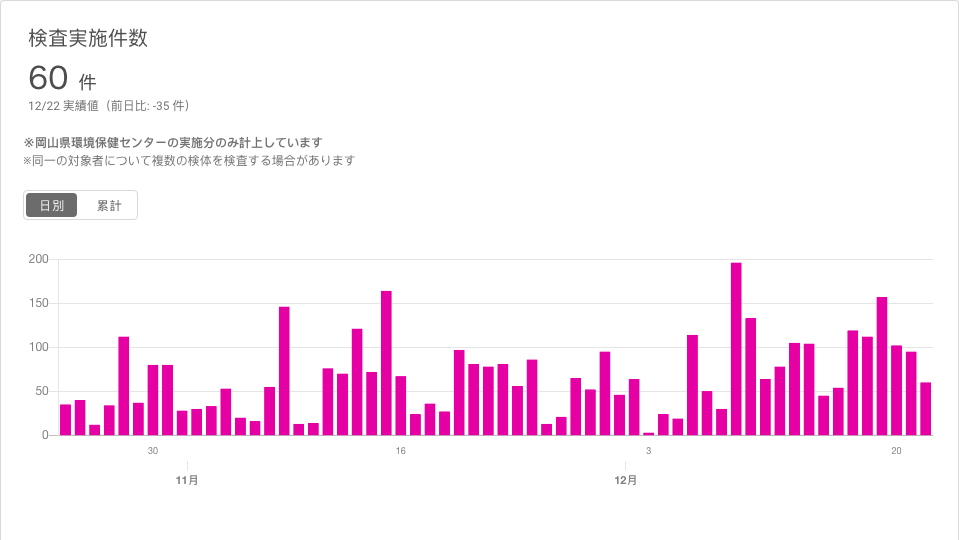 検査実施件数
60 件
12/22 実績値（前日比: -35 件）
※岡山県環境保健センターの実施分のみ計上しています
※同一の対象者について複数の検体を検査する場合があります
日別 累計
200
150
100
50
0
30 16 3 20
11月 12月